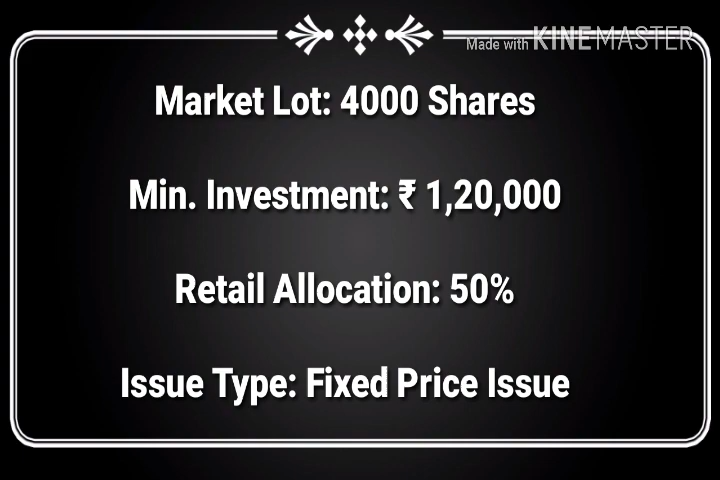 Made with KINEMASTER
Market Lot: 4000 Shares
Min. Investment: ₹ 1,20,000
Retail Allocation: 50%
Issue Type: Fixed Price Issue